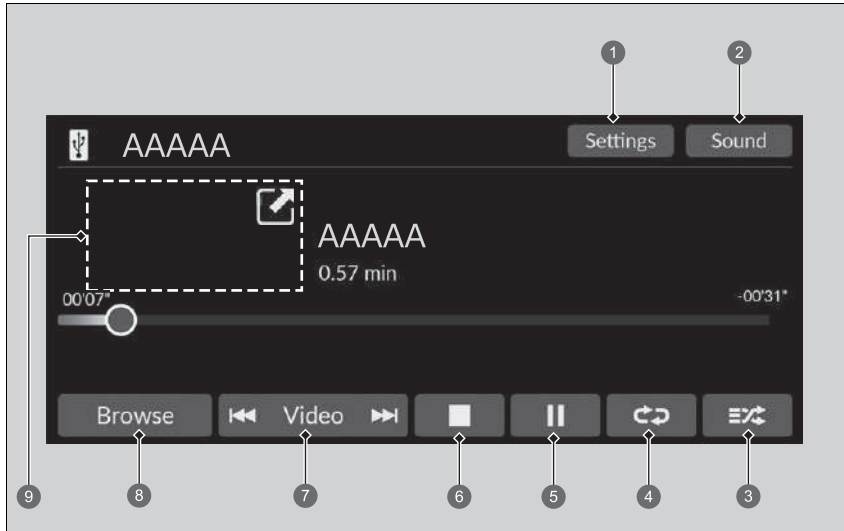 1 2
AAAAA Settings Sound
AAAAA
9
0.57 min
00'07" -00'31"
Browse Video
9 8 7 6 5 4 3